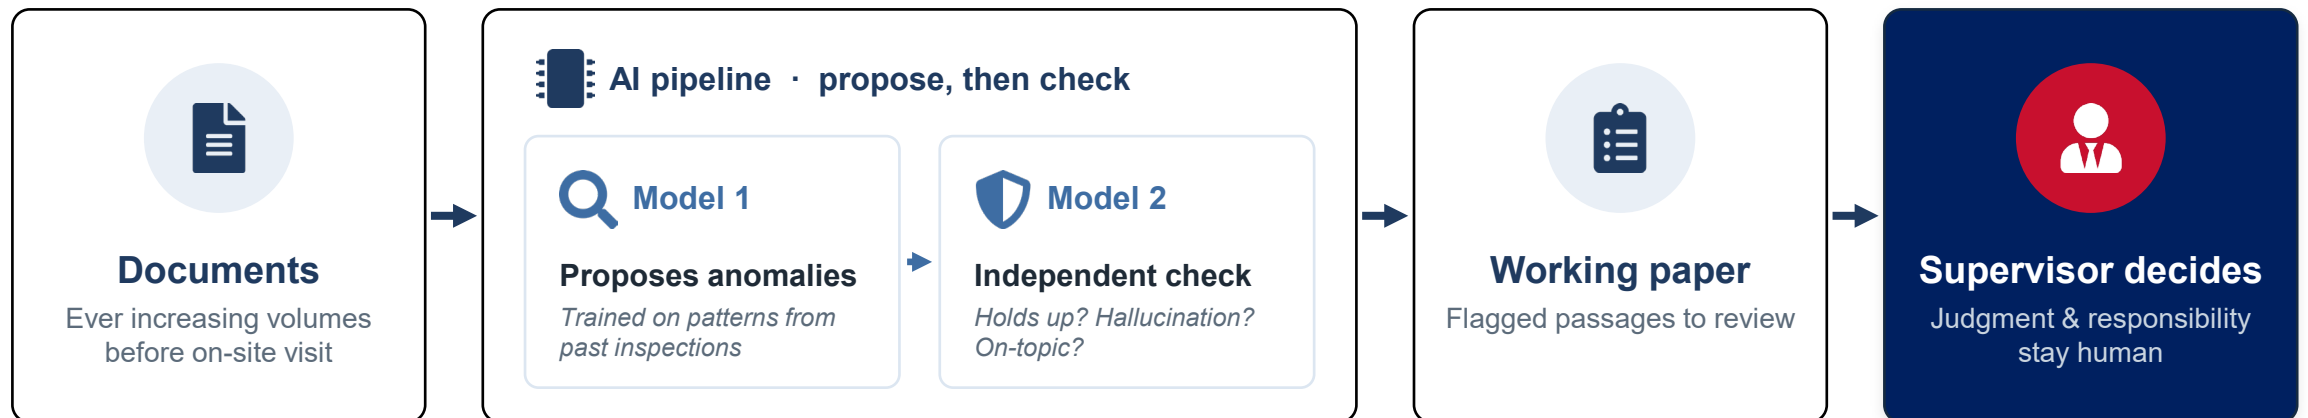 Documents
Ever increasing volumes
before on-site visit
AI pipeline · propose, then check
Model 1
Proposes anomalies
Trained on patterns from
past inspections
Model 2
Independent check
Holds up? Hallucination?
On-topic?
Working paper
Flagged passages to review
Supervisor decides
Judgment & responsibility
stay human